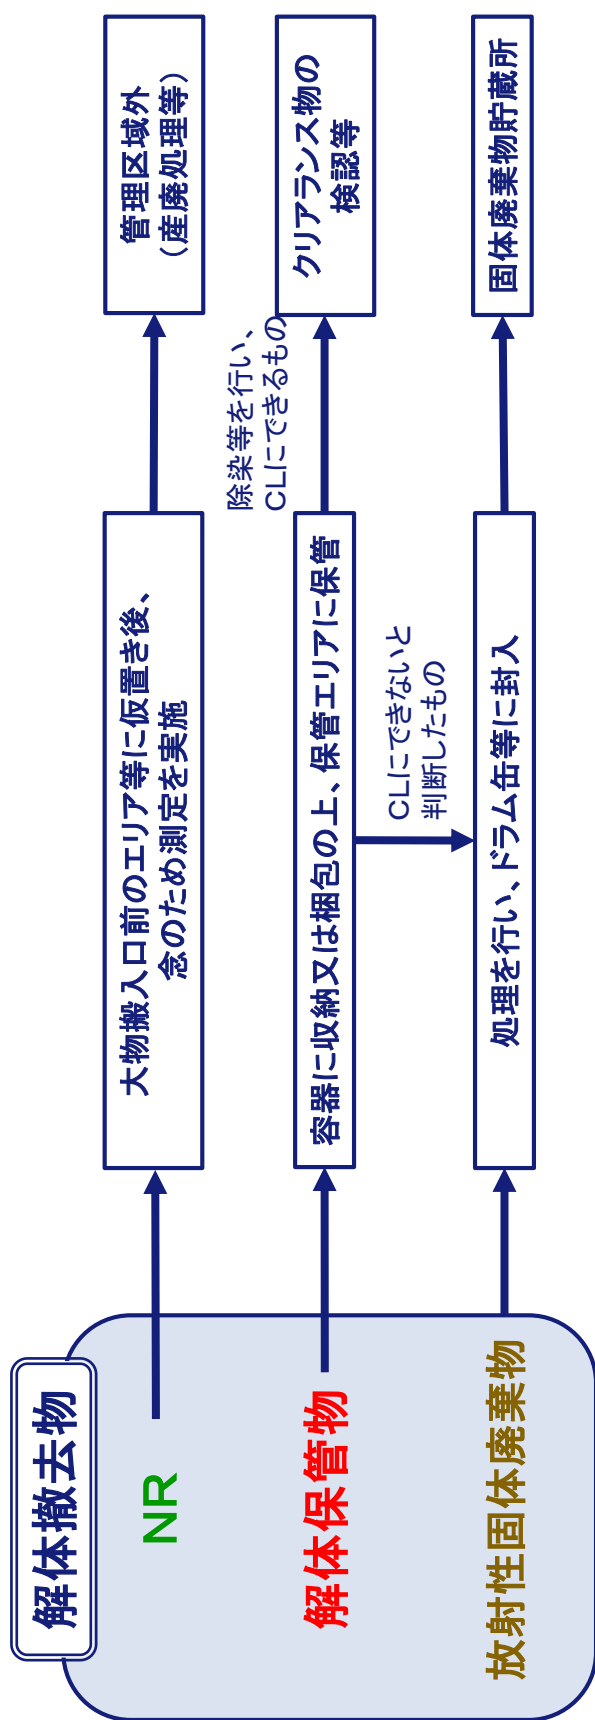 解体撤去物
NR
大物搬入口前のエリア等に仮置き後、
念のため測定を実施
管理区域外
（産廃処理等）
解体保管物
容器に収納又は梱包の上、保管エリアに保管
除染等を行い、
CLにできるもの
クリアランス物の
検認等
CLにできないと
判断したもの
放射性固体廃棄物
処理を行い、ドラム缶等に封入
固体廃棄物貯蔵所